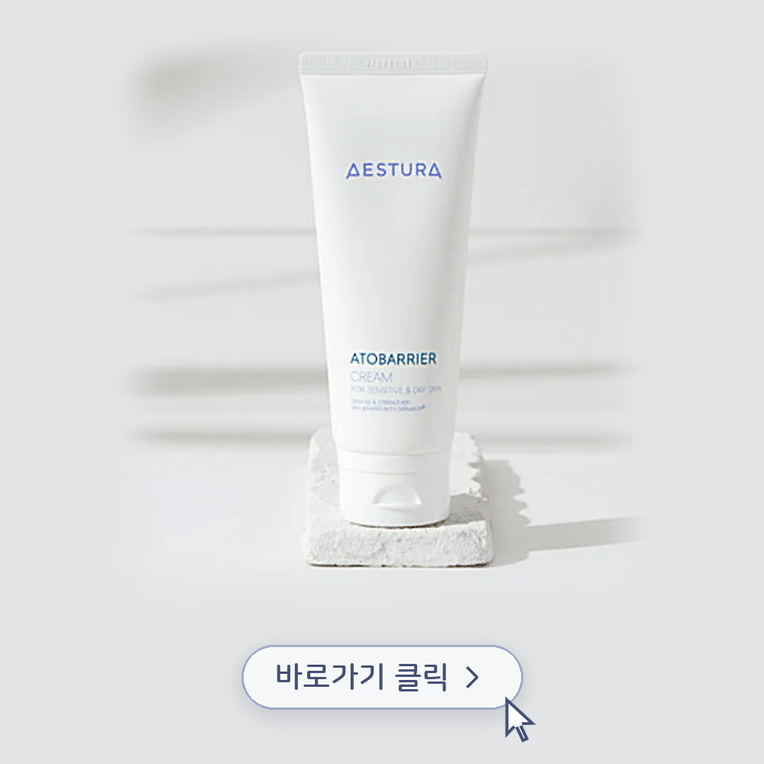 AESTURA
ATOBARRIER
CREAM
FOR SENSITIVE & DRY SKIN
바로가기 클릭 >